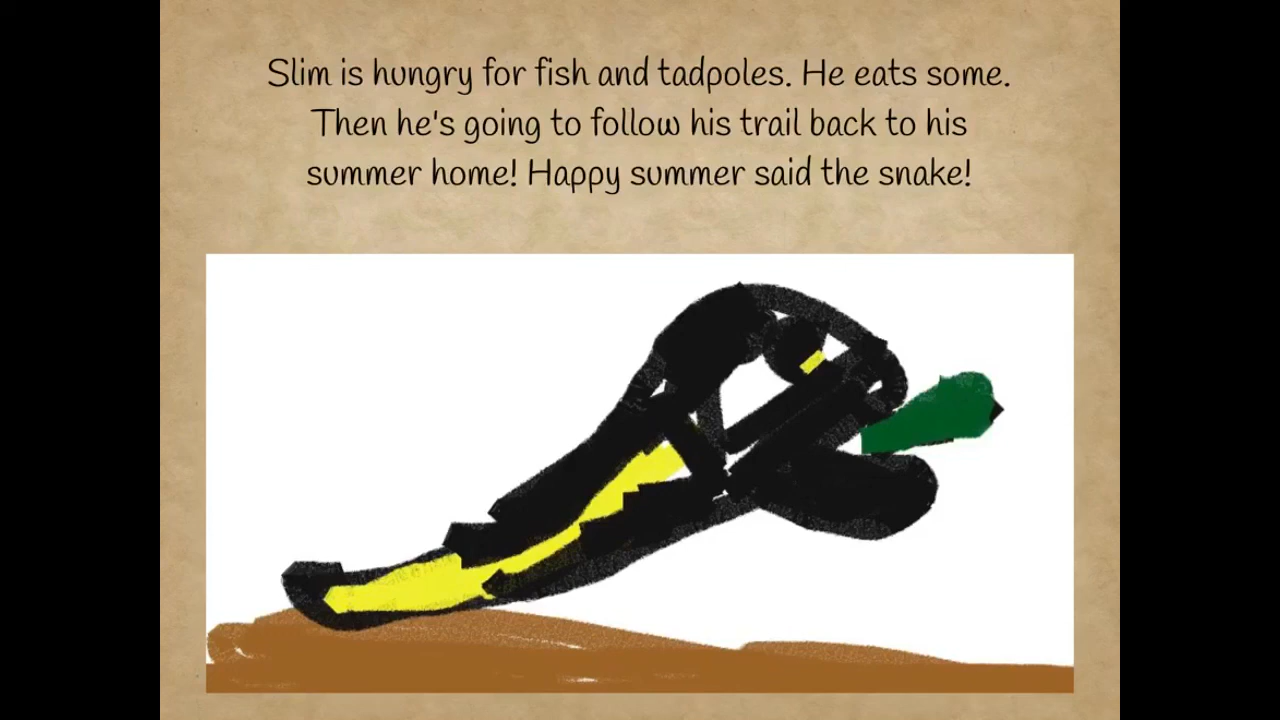 Slim is hungry for fish and tadpoles. He eats some.
Then he's going to follow his trail back to his
summer home! Happy summer said the snake!